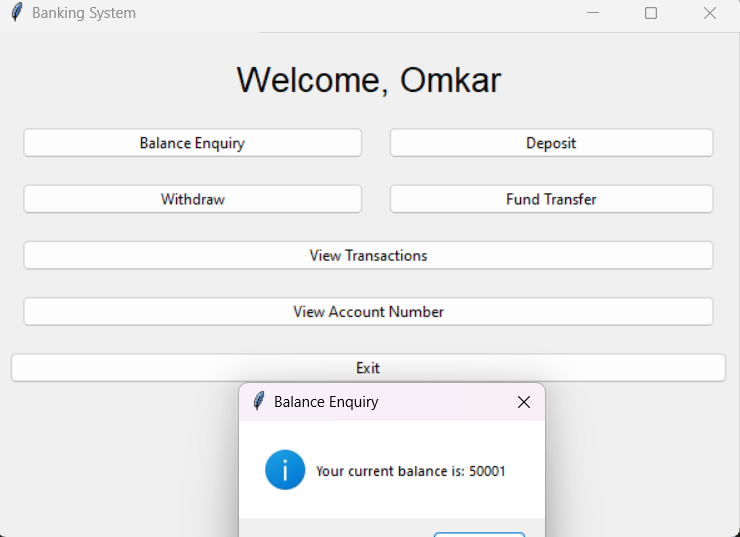 Banking System
Welcome, Omkar
Balance Enquiry
Deposit
Withdraw
Fund Transfer
View Transactions
View Account Number
Exit
Balance Enquiry
Your current balance is: 50001